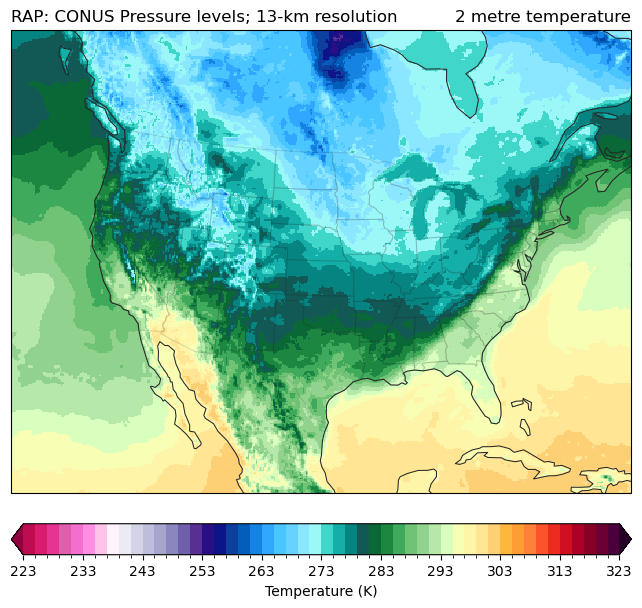 RAP: CONUS Pressure levels; 13-km resolution 2 metre temperature
223 233 243 253 263 273 283 293 303 313 323
Temperature (K)